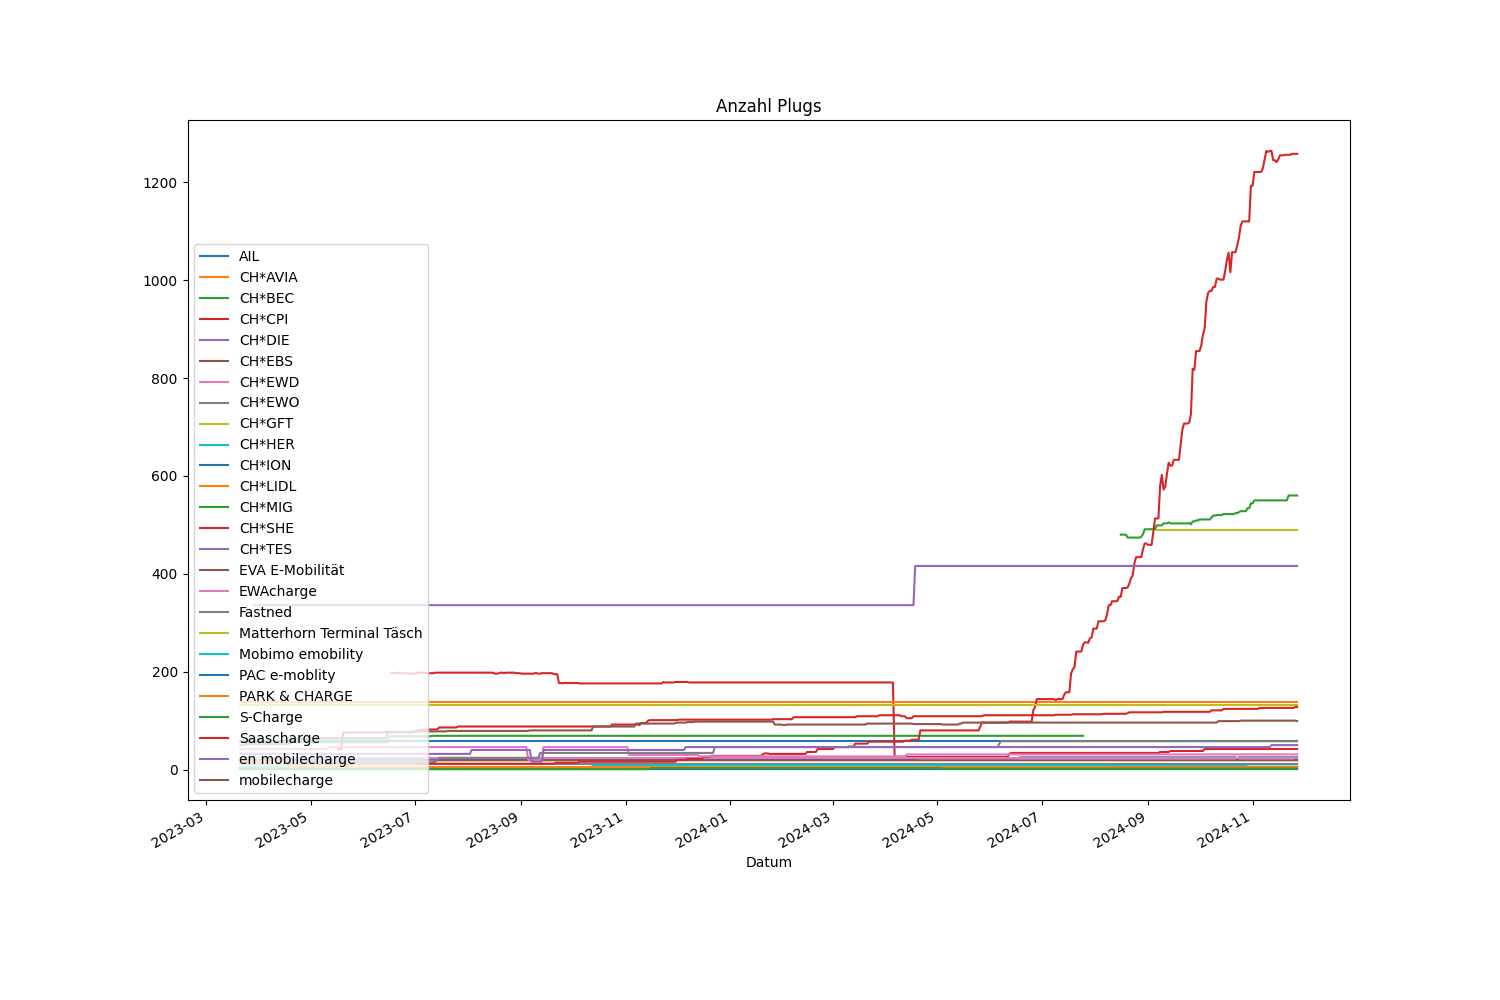 Anzahl Plugs
1200
1000
800
600
400
200
0
AIL
CH*AVIA
CH*BEC
CH*CPI
CH*DIE
CH*EBS
CH*EWD
CH*EWO
CH*GFT
CH*HER
CH*ION
CH*LIDL
CH*MIG
CH*SHE
CH*TES
EVA E-Mobilität
EWAcharge
Fastned
Matterhorn Terminal Täsch
Mobimo emobility
PAC e-moblity
PARK & CHARGE
S-Charge
Saascharge
en mobilecharge
mobilecharge
2023-03
2023-05
2023-07
2023-09
2023-11
2024-01
2024-03
2024-05
2024-07
2024-09
2024-11
Datum